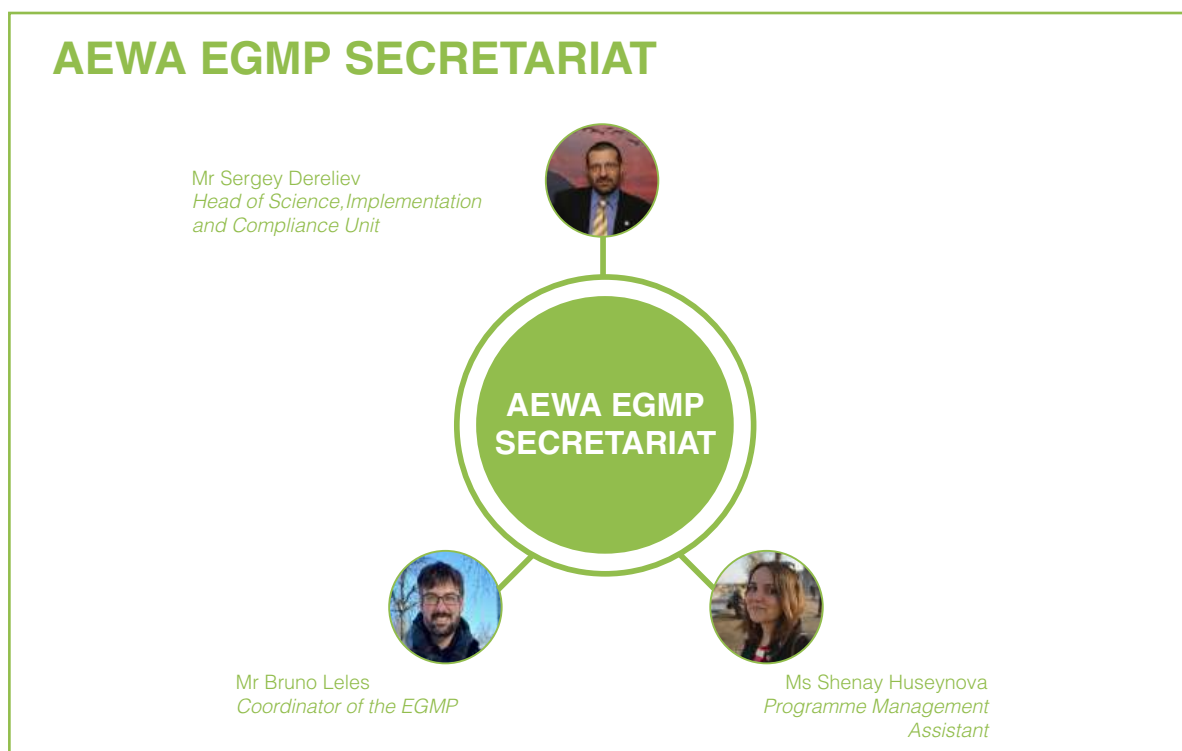 AEWA EGMP SECRETARIAT
Mr Sergey Dereliev
Head of Science,Implementation
and Compliance Unit
AEWA EGMP
SECRETARIAT
Mr Bruno Leles
Coordinator of the EGMP
Ms Shenay Huseynova
Programme Management
Assistant